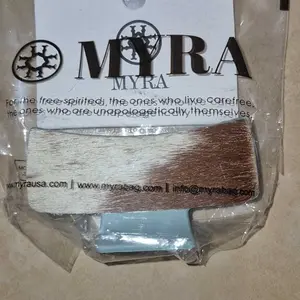 MYRA
MYRA
For the free-spirited, the ones who live carefree,
the ones who are unapologetically themselves.
www.myrausa.com || www.myrabag.com || info@myrabag.com